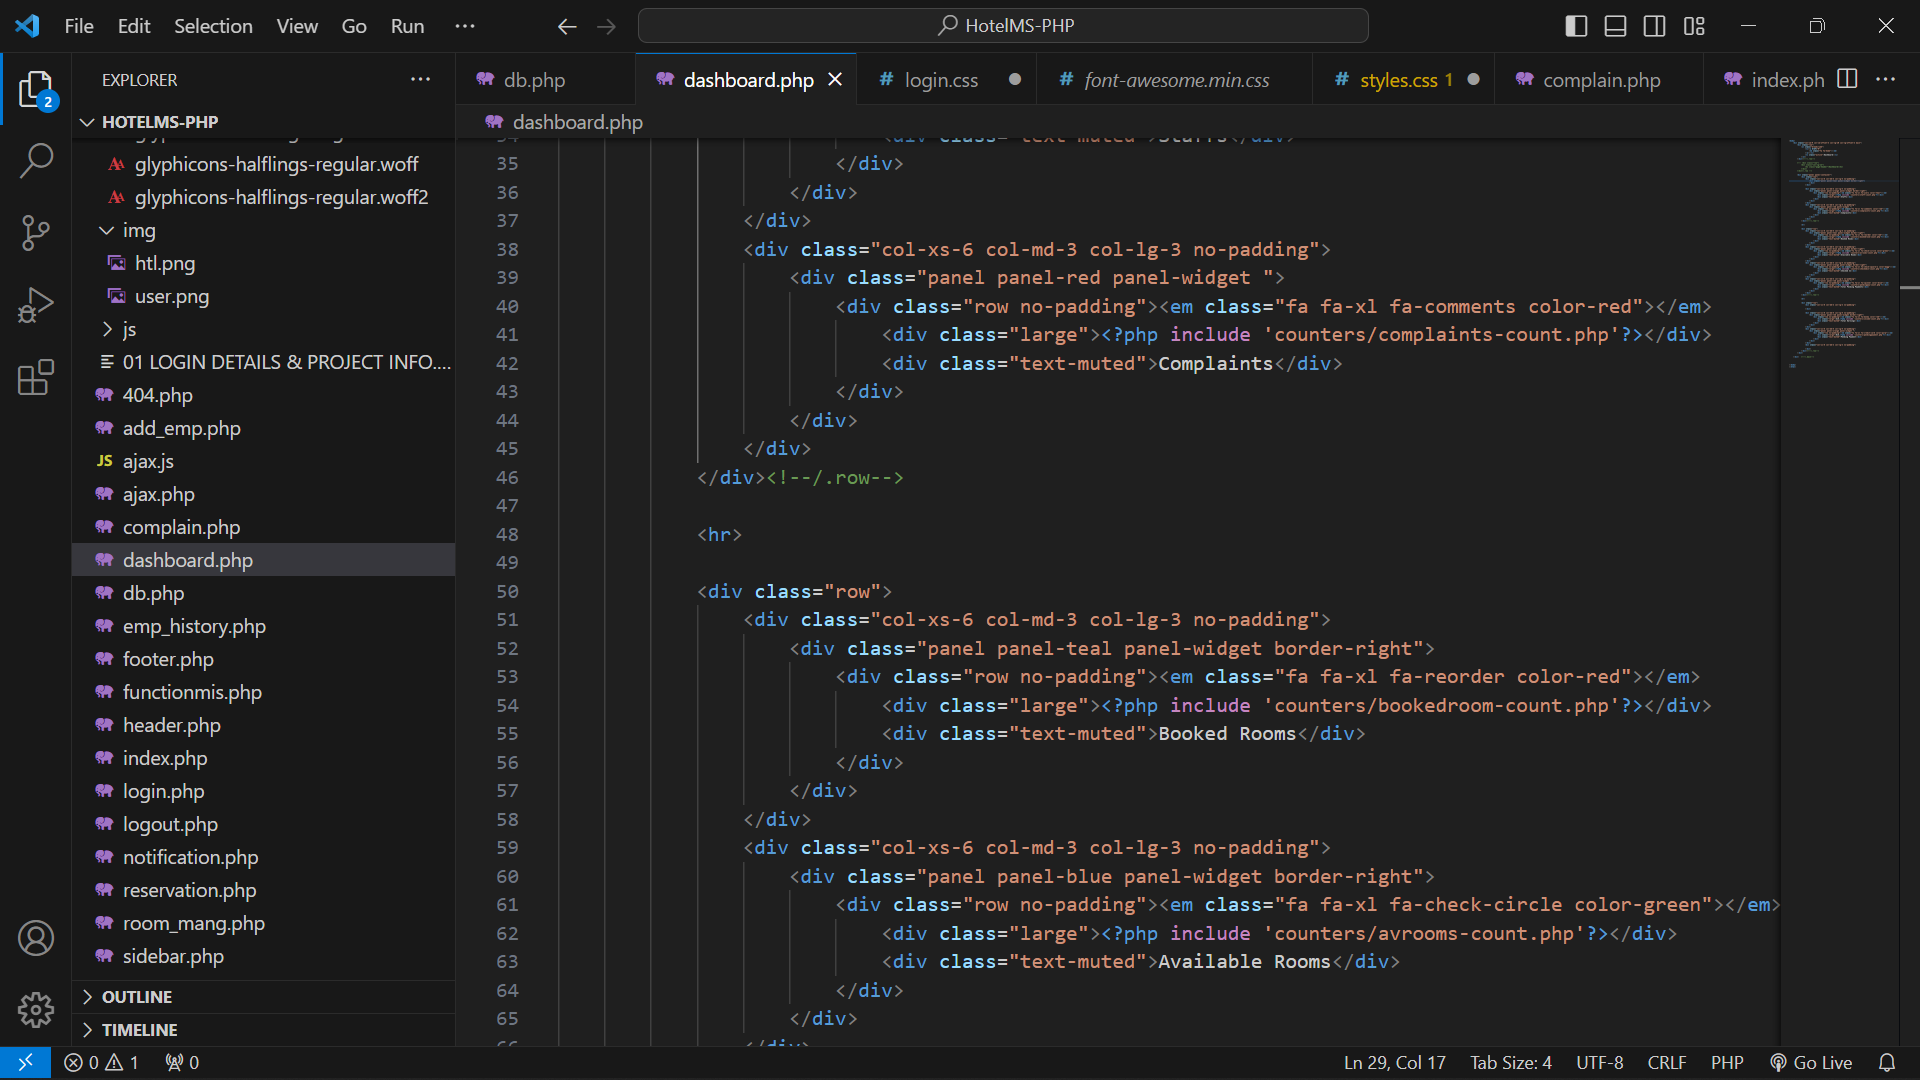 File Edit Selection View Go Run ···
HotelMS-PHP
EXPLORER
2
HOTELMS-PHP
glyphicons-halflings-regular.woff
glyphicons-halflings-regular.woff2
img
htl.png
user.png
js
01 LOGIN DETAILS & PROJECT INFO....
404.php
add_emp.php
JS ajax.js
ajax.php
complain.php
dashboard.php
db.php
emp_history.php
footer.php
functionmis.php
header.php
index.php
login.php
logout.php
notification.php
reservation.php
room_mang.php
sidebar.php
OUTLINE
TIMELINE
db.php dashboard.php # login.css # font-awesome.min.css # styles.css 1 complain.php index.ph
dashboard.php
34 <div class="text-muted">Staffs</div>
35 </div>
36 </div>
37 </div>
38 <div class="col-xs-6 col-md-3 col-lg-3 no-padding">
39 <div class="panel panel-red panel-widget ">
40 <div class="row no-padding"><em class="fa fa-xl fa-comments color-red"></em>
41 <div class="large"><?php include 'counters/complaints-count.php'?></div>
42 <div class="text-muted">Complaints</div>
43 </div>
44 </div>
45 </div>
46 </div><!--/.row-->
47
48 <hr>
49
50 <div class="row">
51 <div class="col-xs-6 col-md-3 col-lg-3 no-padding">
52 <div class="panel panel-teal panel-widget border-right">
53 <div class="row no-padding"><em class="fa fa-xl fa-reorder color-red"></em>
54 <div class="large"><?php include 'counters/bookedroom-count.php'?></div>
55 <div class="text-muted">Booked Rooms</div>
56 </div>
57 </div>
58 </div>
59 <div class="col-xs-6 col-md-3 col-lg-3 no-padding">
60 <div class="panel panel-blue panel-widget border-right">
61 <div class="row no-padding"><em class="fa fa-xl fa-check-circle color-green"></em>
62 <div class="large"><?php include 'counters/avrooms-count.php'?></div>
63 <div class="text-muted">Available Rooms</div>
64 </div>
65 </div>
66 </div>
0 1 0
Ln 29, Col 17 Tab Size: 4 UTF-8 CRLF PHP Go Live